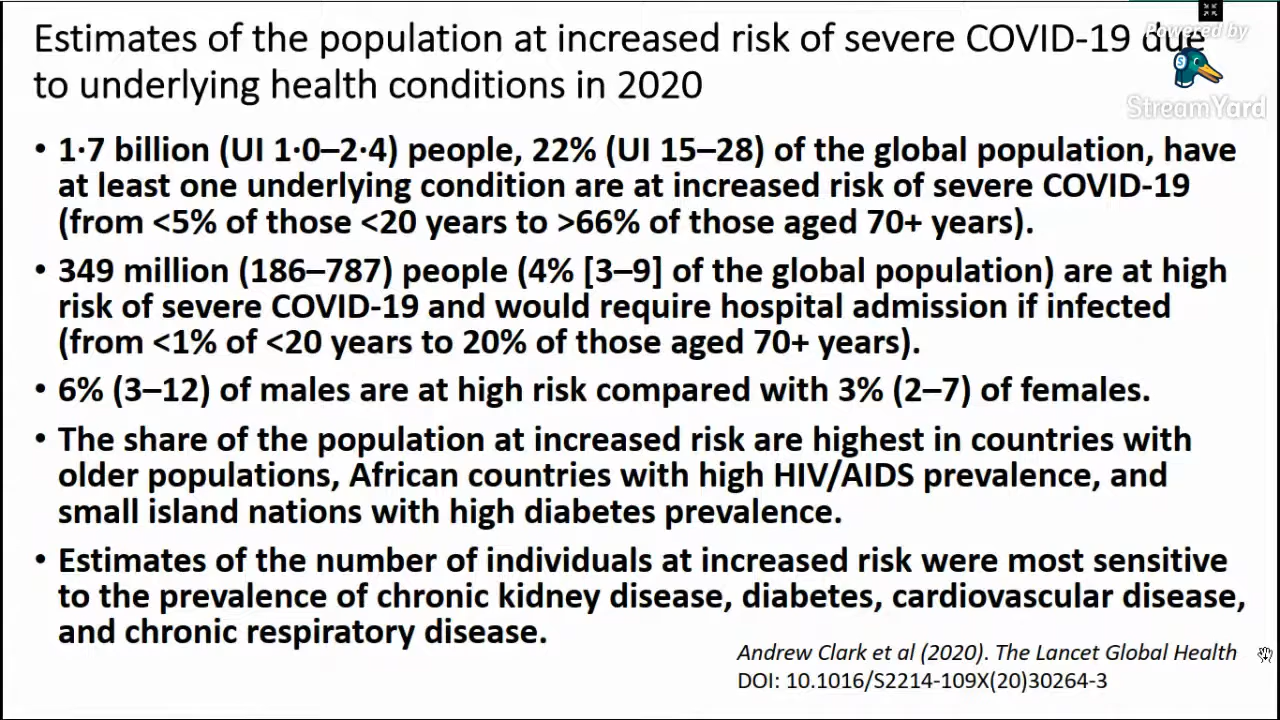 Estimates of the population at increased risk of severe COVID-19 due
to underlying health conditions in 2020
Powered by
StreamYard
• 1·7 billion (UI 1·0–2·4) people, 22% (UI 15–28) of the global population, have
at least one underlying condition are at increased risk of severe COVID-19
(from <5% of those <20 years to >66% of those aged 70+ years).
• 349 million (186–787) people (4% [3–9] of the global population) are at high
risk of severe COVID-19 and would require hospital admission if infected
(from <1% of <20 years to 20% of those aged 70+ years).
• 6% (3–12) of males are at high risk compared with 3% (2–7) of females.
• The share of the population at increased risk are highest in countries with
older populations, African countries with high HIV/AIDS prevalence, and
small island nations with high diabetes prevalence.
• Estimates of the number of individuals at increased risk were most sensitive
to the prevalence of chronic kidney disease, diabetes, cardiovascular disease,
and chronic respiratory disease.
Andrew Clark et al (2020). The Lancet Global Health
DOI: 10.1016/S2214-109X(20)30264-3